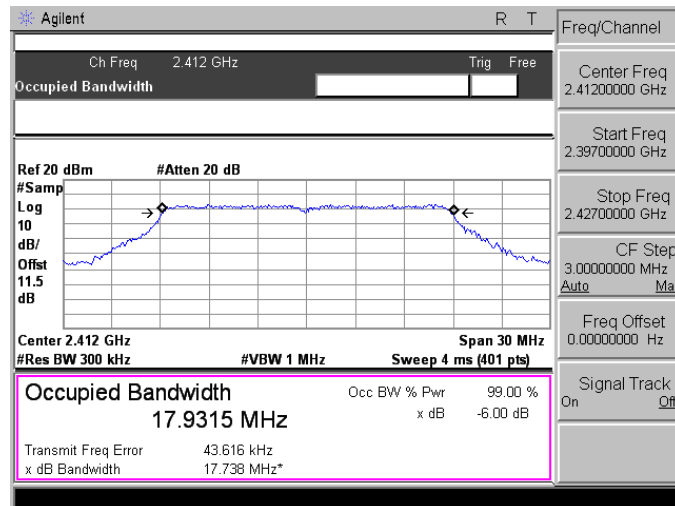 Agilent R T
Ch Freq 2.412 GHz Trig Free
Occupied Bandwidth
Ref 20 dBm #Atten 20 dB
#Samp
Log
10
dB/
Offst
11.5
dB
Center 2.412 GHz Span 30 MHz
#Res BW 300 kHz #VBW 1 MHz Sweep 4 ms (401 pts)
Occupied Bandwidth Occ BW % Pwr 99.00 %
17.9315 MHz x dB -6.00 dB
Transmit Freq Error 43.616 kHz
x dB Bandwidth 17.738 MHz*
Freq/Channel
Center Freq
2.41200000 GHz
Start Freq
2.39700000 GHz
Stop Freq
2.42700000 GHz
CF Step
3.00000000 MHz
Auto Ma
Freq Offset
0.00000000 Hz
Signal Track
On Off